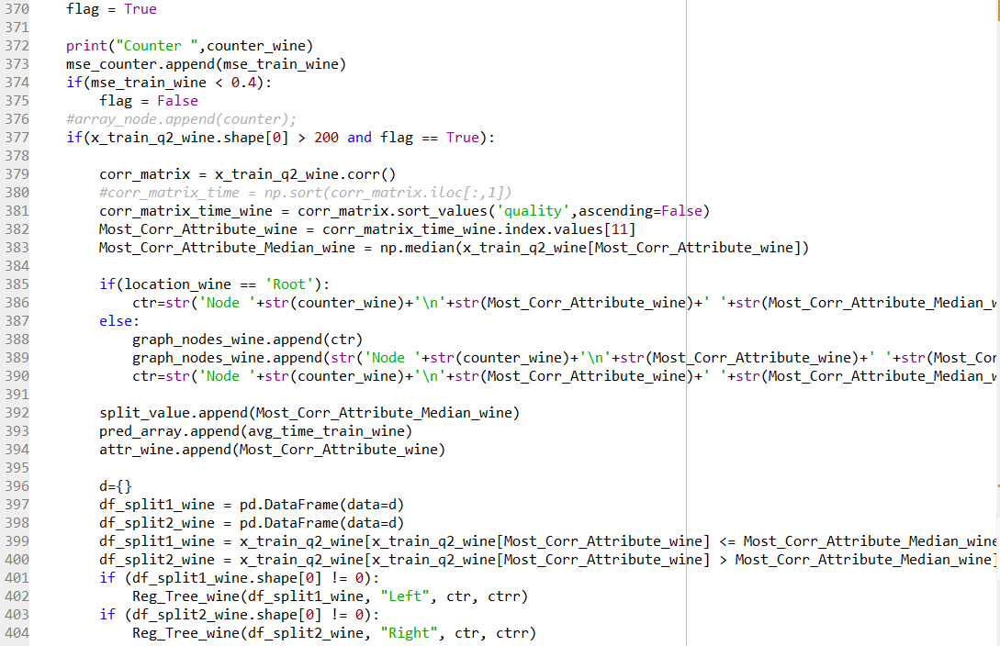 370 flag = True
371
372 print("Counter ",counter_wine)
373 mse_counter.append(mse_train_wine)
374 if(mse_train_wine < 0.4):
375 flag = False
376 #array_node.append(counter);
377 if(x_train_q2_wine.shape[0] > 200 and flag == True):
378
379 corr_matrix = x_train_q2_wine.corr()
380 #corr_matrix_time = np.sort(corr_matrix.iloc[:,1])
381 corr_matrix_time_wine = corr_matrix.sort_values('quality',ascending=False)
382 Most_Corr_Attribute_wine = corr_matrix_time_wine.index.values[11]
383 Most_Corr_Attribute_Median_wine = np.median(x_train_q2_wine[Most_Corr_Attribute_wine])
384
385 if(location_wine == 'Root'):
386 ctr=str('Node '+str(counter_wine)+'\n'+str(Most_Corr_Attribute_wine)+' '+str(Most_Corr_Attribute_Median_w
387 else:
388 graph_nodes_wine.append(ctr)
389 graph_nodes_wine.append(str('Node '+str(counter_wine)+'\n'+str(Most_Corr_Attribute_wine)+' '+str(Most_Cor
390 ctr=str('Node '+str(counter_wine)+'\n'+str(Most_Corr_Attribute_wine)+' '+str(Most_Corr_Attribute_Median_w
391
392 split_value.append(Most_Corr_Attribute_Median_wine)
393 pred_array.append(avg_time_train_wine)
394 attr_wine.append(Most_Corr_Attribute_wine)
395
396 d={}
397 df_split1_wine = pd.DataFrame(data=d)
398 df_split2_wine = pd.DataFrame(data=d)
399 df_split1_wine = x_train_q2_wine[x_train_q2_wine[Most_Corr_Attribute_wine] <= Most_Corr_Attribute_Median_wine
400 df_split2_wine = x_train_q2_wine[x_train_q2_wine[Most_Corr_Attribute_wine] > Most_Corr_Attribute_Median_wine]
401 if (df_split1_wine.shape[0] != 0):
402 Reg_Tree_wine(df_split1_wine, "Left", ctr, ctrr)
403 if (df_split2_wine.shape[0] != 0):
404 Reg_Tree_wine(df_split2_wine, "Right", ctr, ctrr)